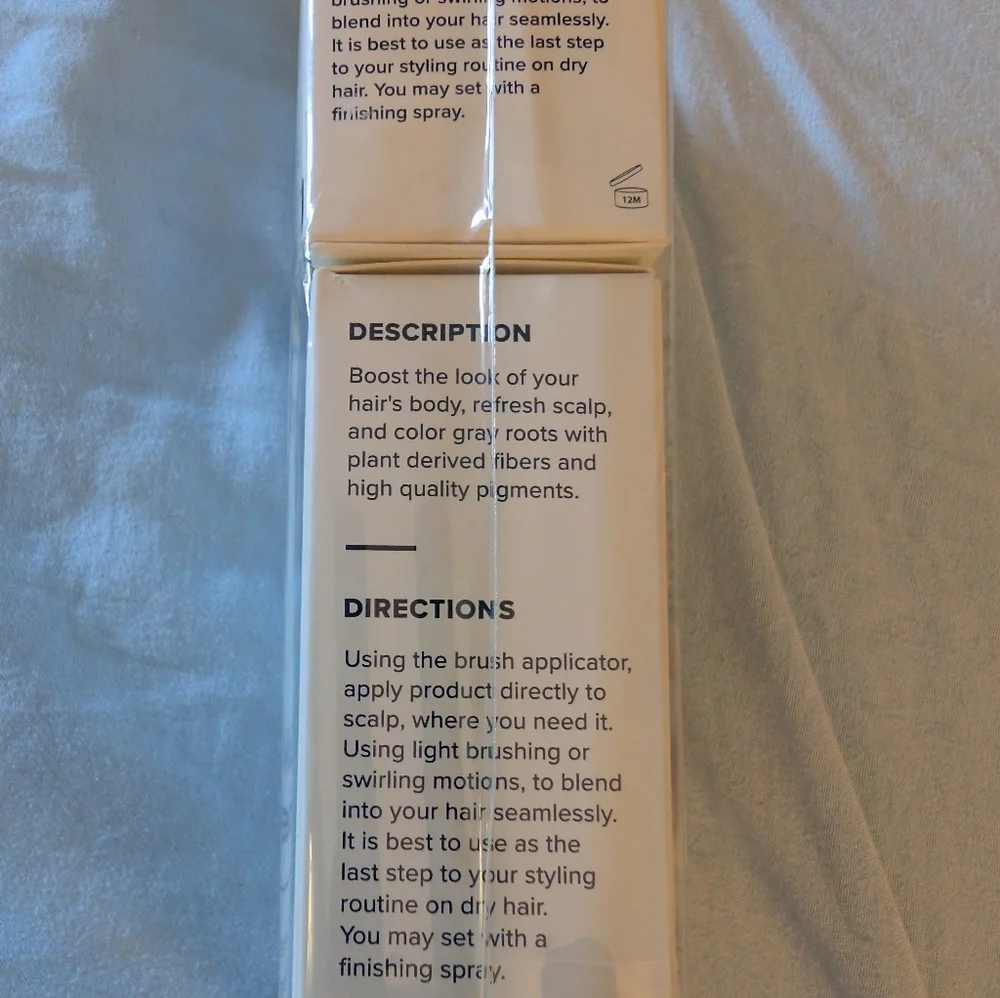 brushing or swirling motions, to
blend into your hair seamlessly.
It is best to use as the last step
to your styling routine on dry
hair. You may set with a
finishing spray.
12M
DESCRIPTION
Boost the look of your
hair's body, refresh scalp,
and color gray roots with
plant derived fibers and
high quality pigments.
DIRECTIONS
Using the brush applicator,
apply product directly to
scalp, where you need it.
Using light brushing or
swirling motions, to blend
into your hair seamlessly.
It is best to use as the
last step to your styling
routine on dry hair.
You may set with a
finishing spray.